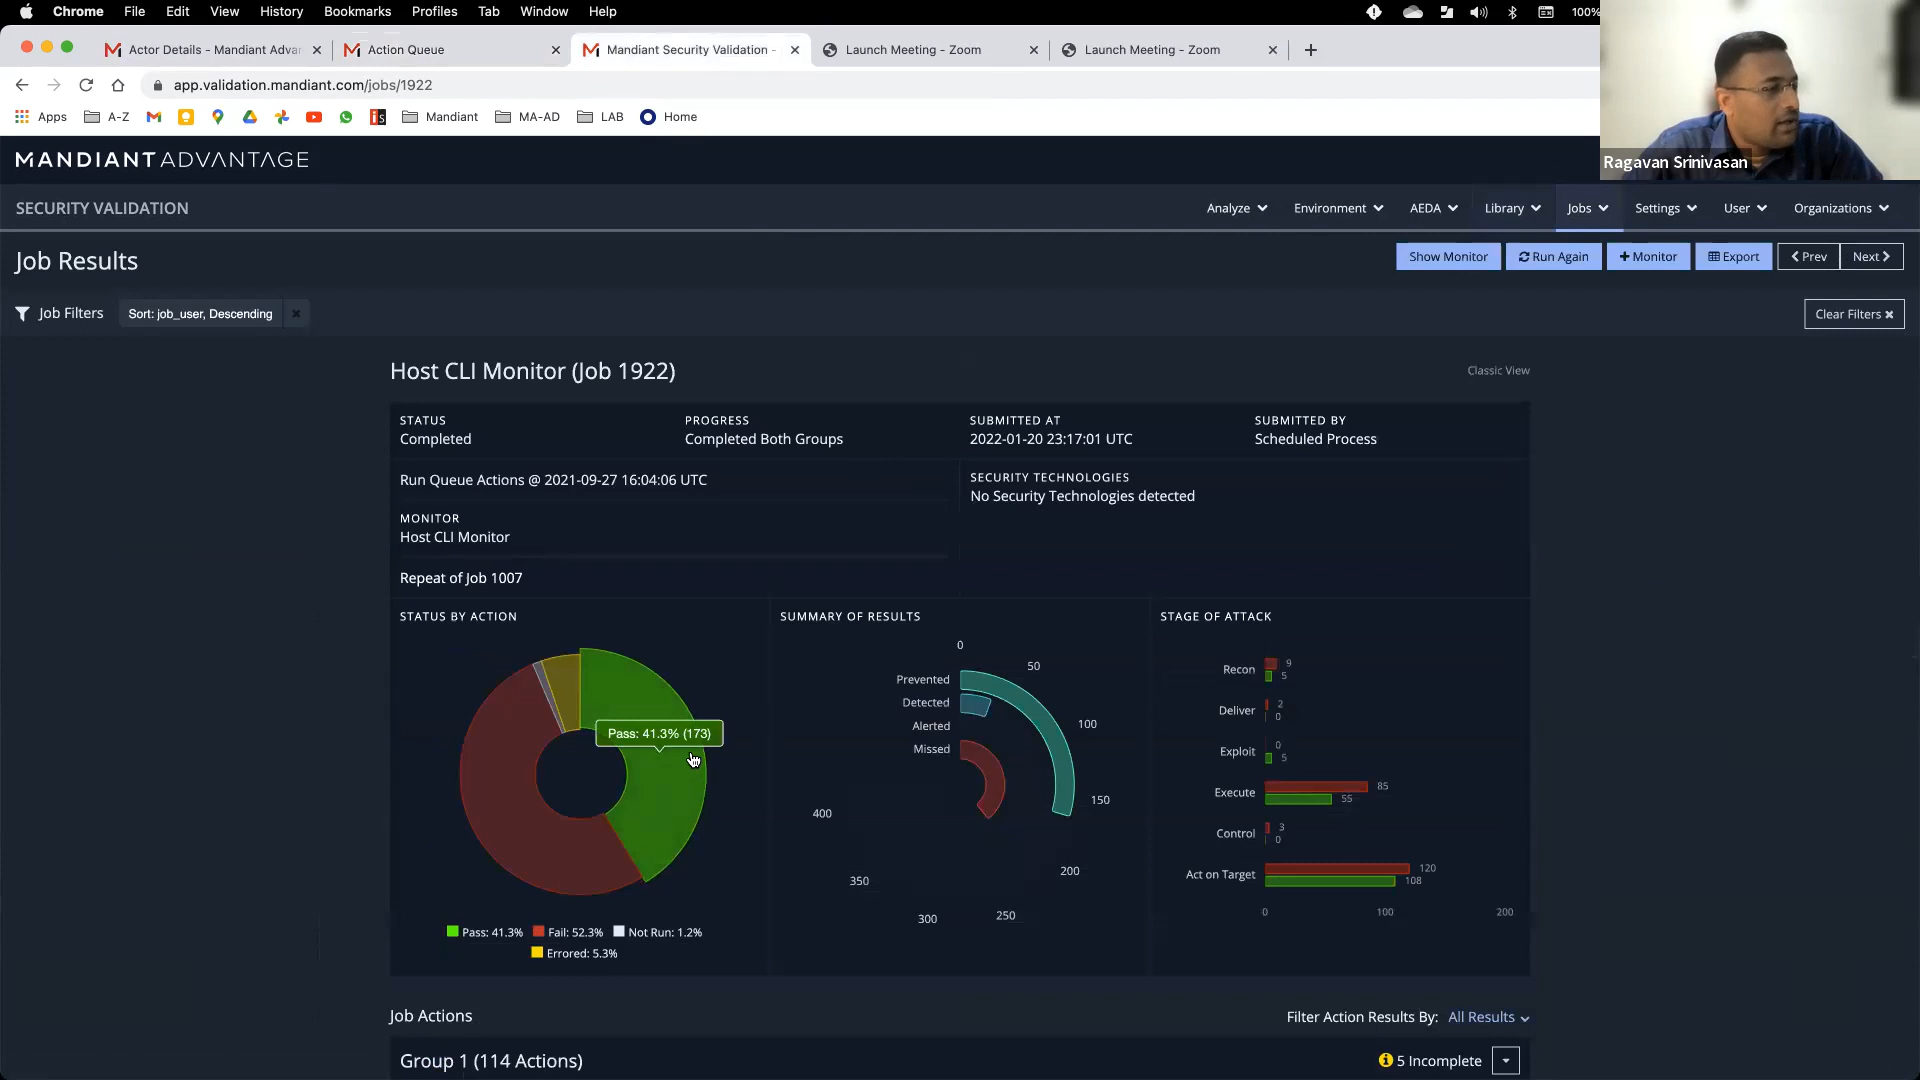 Chrome File Edit View History Bookmarks Profiles Tab Window Help 100%
Actor Details - Mandiant Adva
Action Queue
Mandiant Security Validation -
Launch Meeting - Zoom
Launch Meeting - Zoom
app.validation.mandiant.com/jobs/1922
Apps A-Z Mandiant MA-AD LAB Home
Ragavan Srinivasan
MANDIANT ADVANTAGE
SECURITY VALIDATION
Analyze Environment AEDA Library Jobs Settings User Organizations
Job Results
Show Monitor Run Again + Monitor Export Prev Next
Job Filters Sort: job_user, Descending
Clear Filters
Host CLI Monitor (Job 1922)
Classic View
STATUS PROGRESS SUBMITTED AT SUBMITTED BY
Completed Completed Both Groups 2022-01-20 23:17:01 UTC Scheduled Process
Run Queue Actions @ 2021-09-27 16:04:06 UTC
SECURITY TECHNOLOGIES
No Security Technologies detected
MONITOR
Host CLI Monitor
Repeat of Job 1007
STATUS BY ACTION
Pass: 41.3% (173)
Pass: 41.3% Fail: 52.3% Not Run: 1.2%
Errored: 5.3%
SUMMARY OF RESULTS
Prevented
Detected
Alerted
Missed
0
50
100
150
200
250
300
350
400
STAGE OF ATTACK
Recon 9 5
Deliver 2 0
Exploit 0 5
Execute 85 55
Control 3 0
Act on Target 120 108
0 100 200
Job Actions
Filter Action Results By: All Results
Group 1 (114 Actions)
5 Incomplete